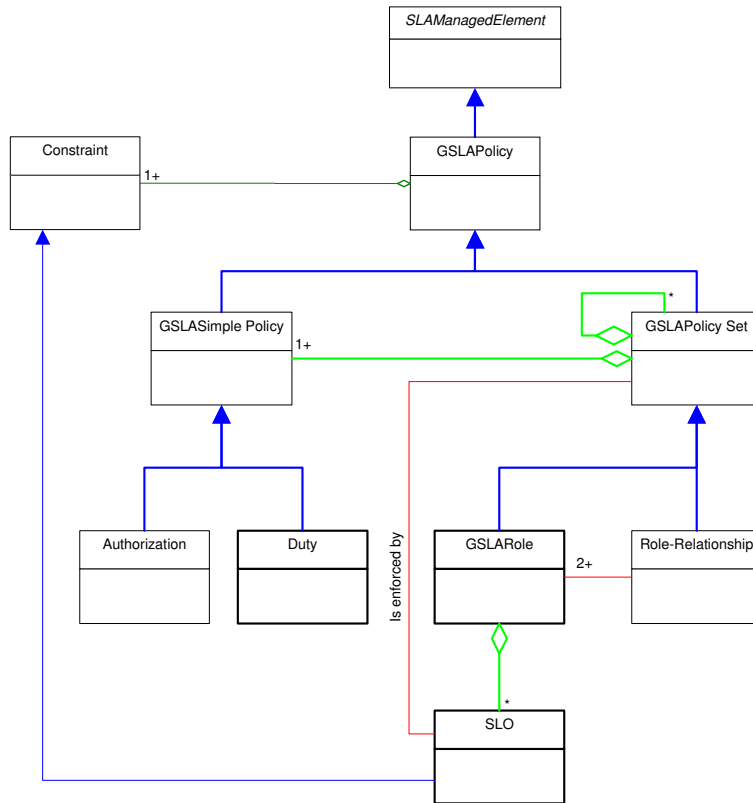 SLAManagedElement
Constraint
GSLAPolicy
1+
GSLASimple Policy
*
GSLAPolicy Set
1+
Authorization
Duty
Is enforced by
GSLARole
2+
Role-Relationship
*
SLO